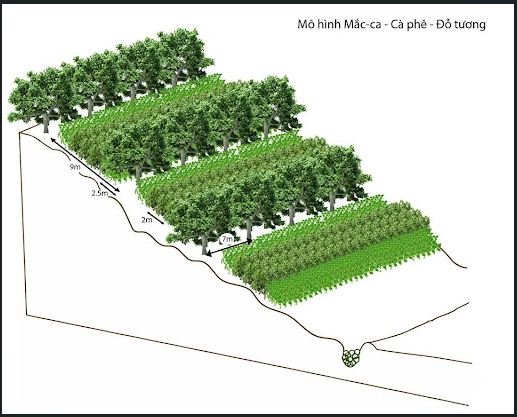 Mô hình Mắc-ca - Cà phê - Đỗ tương
9m
2.5m
2m
7m